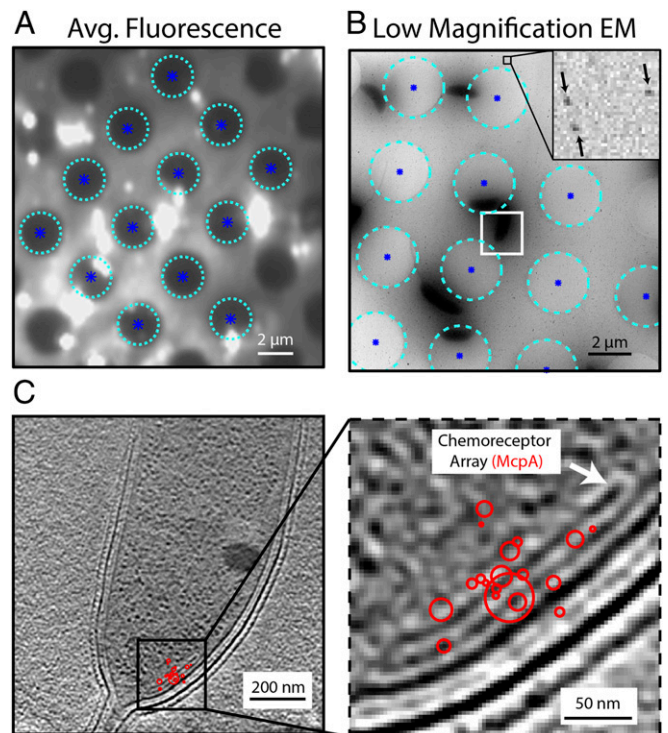 A Avg. Fluorescence
2 μm
B Low Magnification EM
2 μm
C
200 nm
Chemoreceptor
Array (McpA)
50 nm